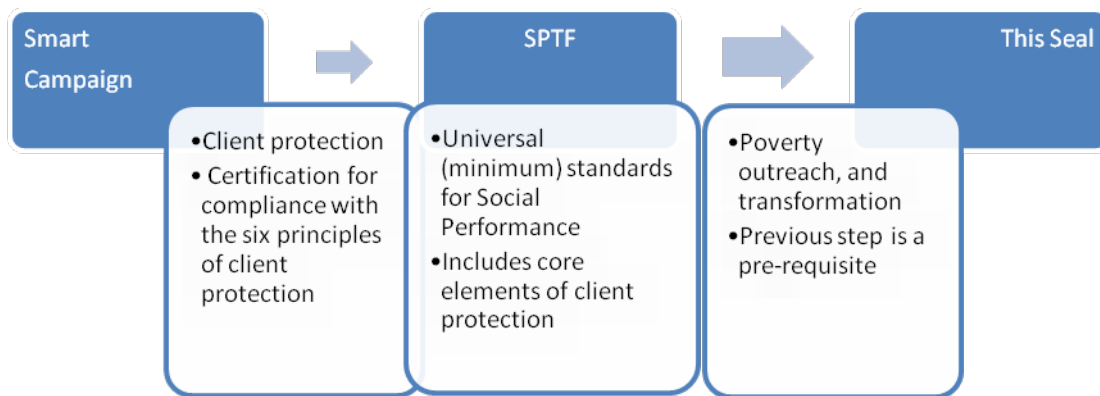 Smart
Campaign
•Client protection
• Certification for
compliance with
the six principles
of client
protection
SPTF
•Universal
(minimum) standards
for Social
Performance
•Includes core
elements of client
protection
This Seal
•Poverty
outreach, and
transformation
•Previous step is a
pre-requisite